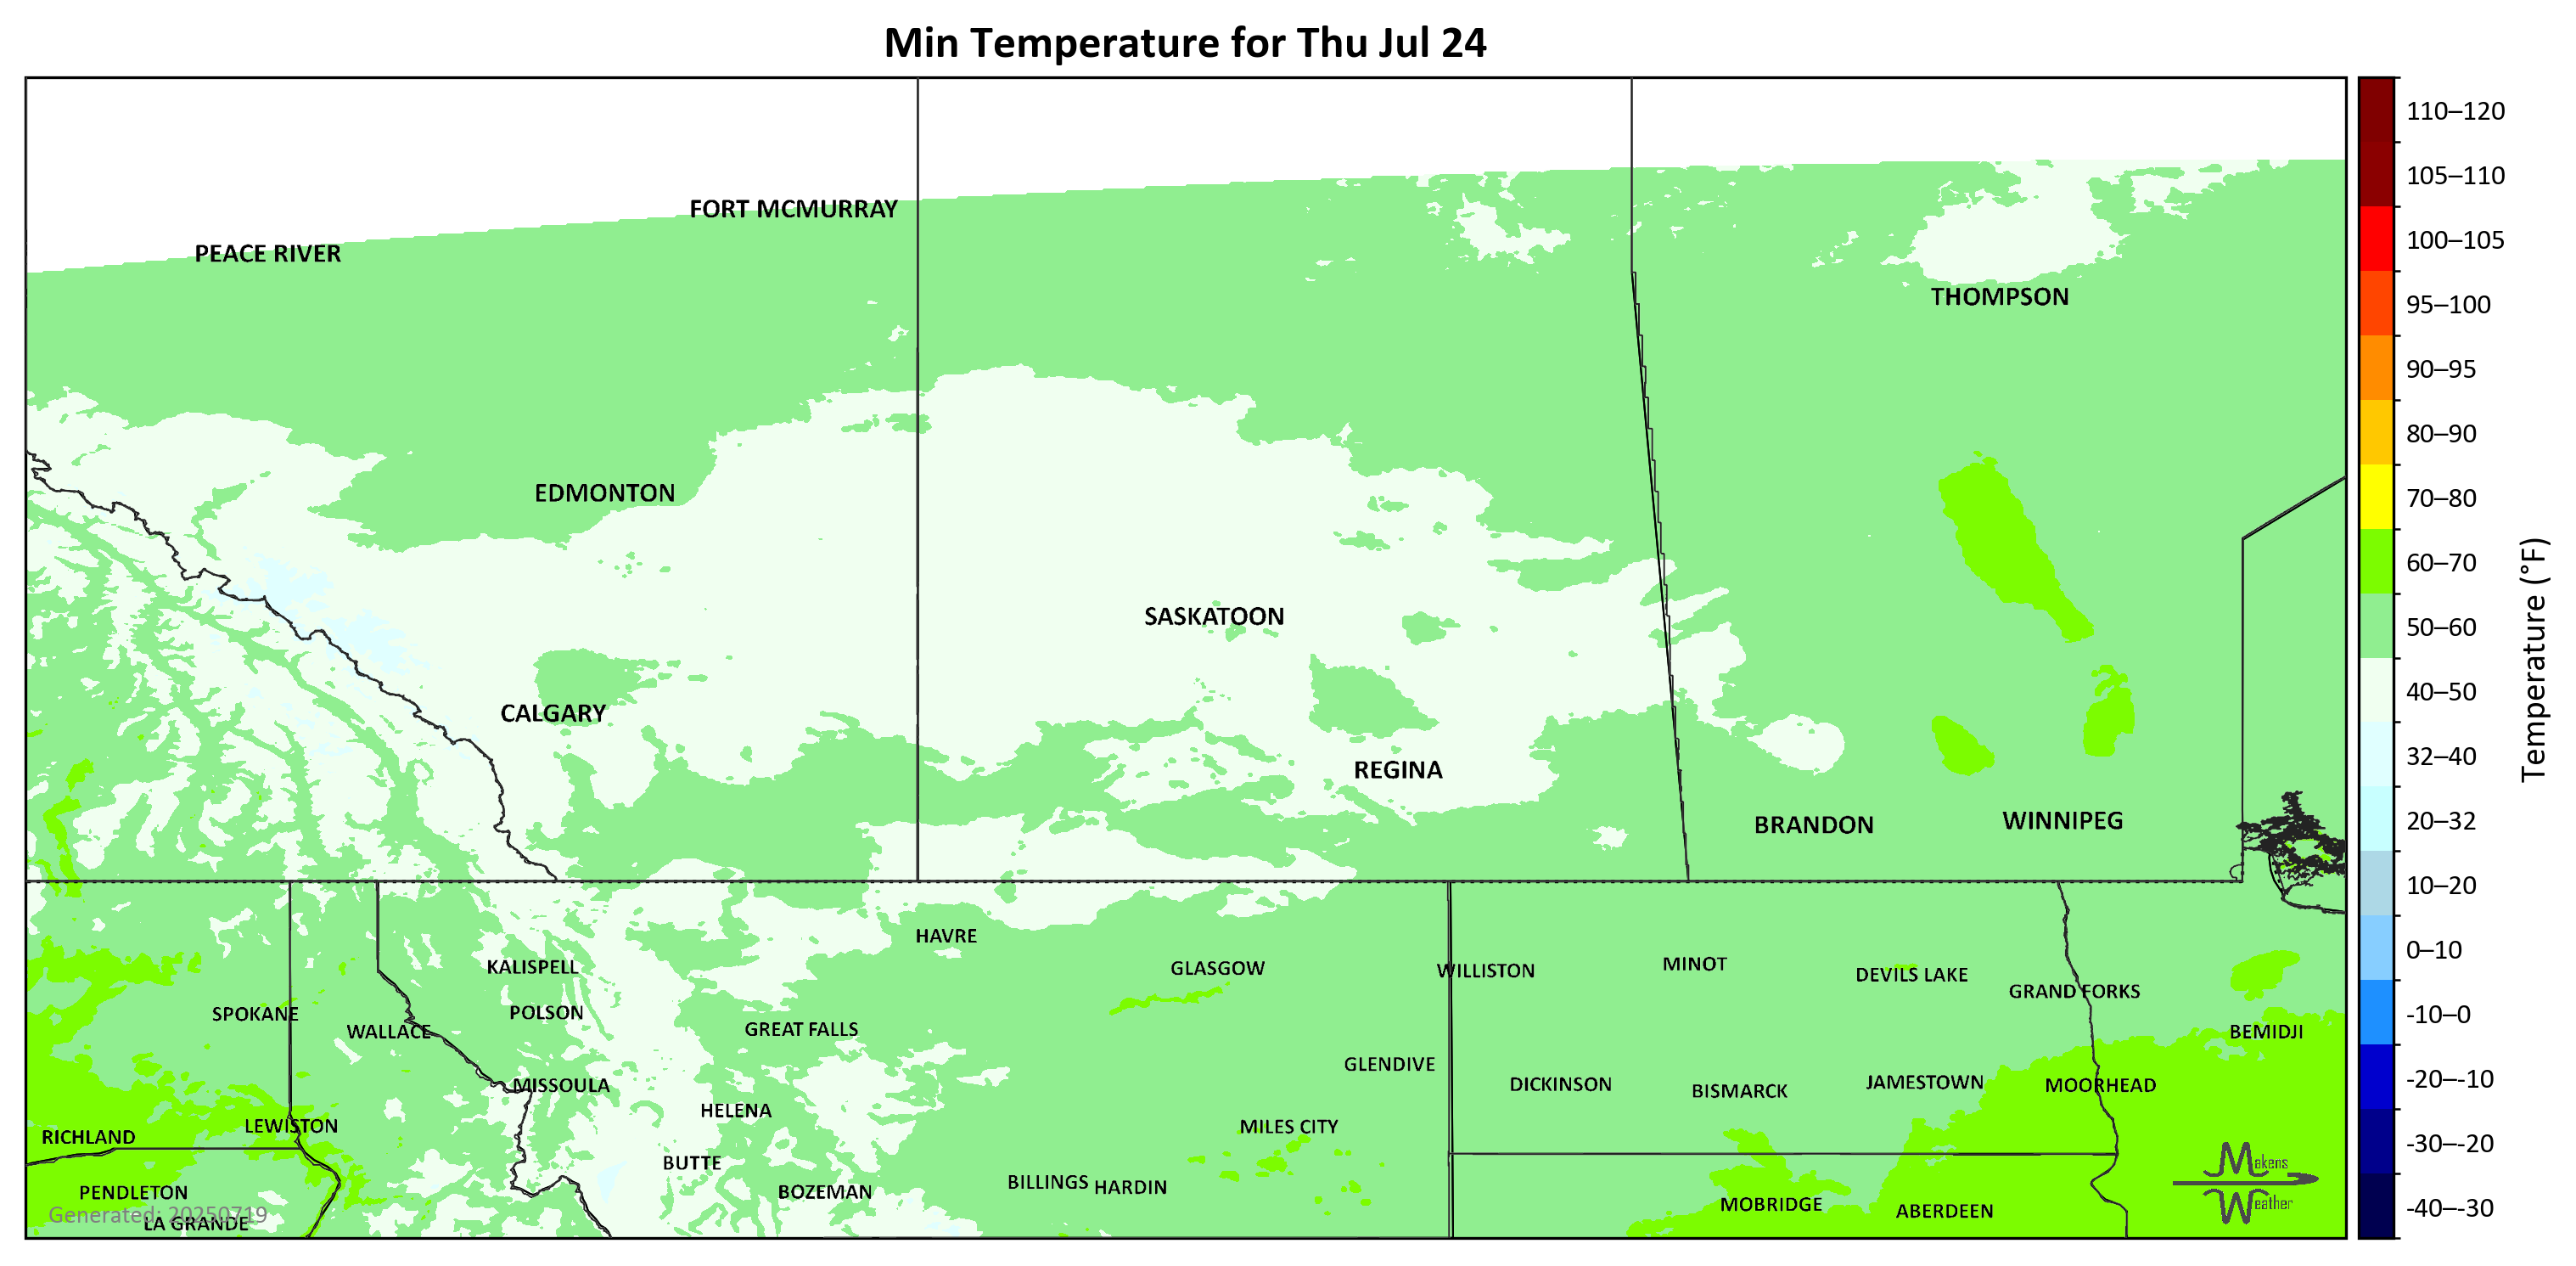 Min Temperature for Thu Jul 24
110–120
105–110
FORT MCMURRAY
100–105
PEACE RIVER
THOMPSON
95–100
90–95
80–90
EDMONTON
70–80
60–70
SASKATOON
50–60
40–50
CALGARY
32–40
REGINA
20–32
BRANDON
WINNIPEG
10–20
0–10
-10–0
-20–-10
-30–-20
-40–-30
Temperature (°F)
HAVRE
KALISPELL
GLASGOW
WILLISTON
MINOT
DEVILS LAKE
GRAND FORKS
SPOKANE
POLSON
WALLACE
GREAT FALLS
BEMIDJI
GLENDIVE
MISSOULA
DICKINSON
BISMARCK
JAMESTOWN
MOORHEAD
HELENA
LEWISTON
RICHLAND
MILES CITY
BUTTE
PENDLETON
BOZEMAN
BILLINGS
HARDIN
MOBRIDGE
ABERDEEN
Makens
Weather
Generated: 20250719
LA GRANDE